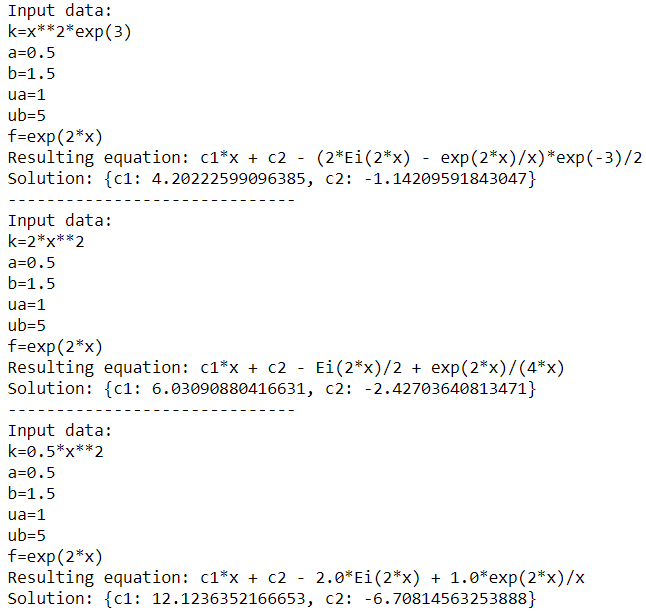 Input data:
k=x**2*exp(3)
a=0.5
b=1.5
ua=1
ub=5
f=exp(2*x)
Resulting equation: c1*x + c2 - (2*Ei(2*x) - exp(2*x)/x)*exp(-3)/2
Solution: {c1: 4.20222599096385, c2: -1.14209591843047}
------------------------------
Input data:
k=2*x**2
a=0.5
b=1.5
ua=1
ub=5
f=exp(2*x)
Resulting equation: c1*x + c2 - Ei(2*x)/2 + exp(2*x)/(4*x)
Solution: {c1: 6.03090880416631, c2: -2.42703640813471}
------------------------------
Input data:
k=0.5*x**2
a=0.5
b=1.5
ua=1
ub=5
f=exp(2*x)
Resulting equation: c1*x + c2 - 2.0*Ei(2*x) + 1.0*exp(2*x)/x
Solution: {c1: 12.1236352166653, c2: -6.70814563253888}